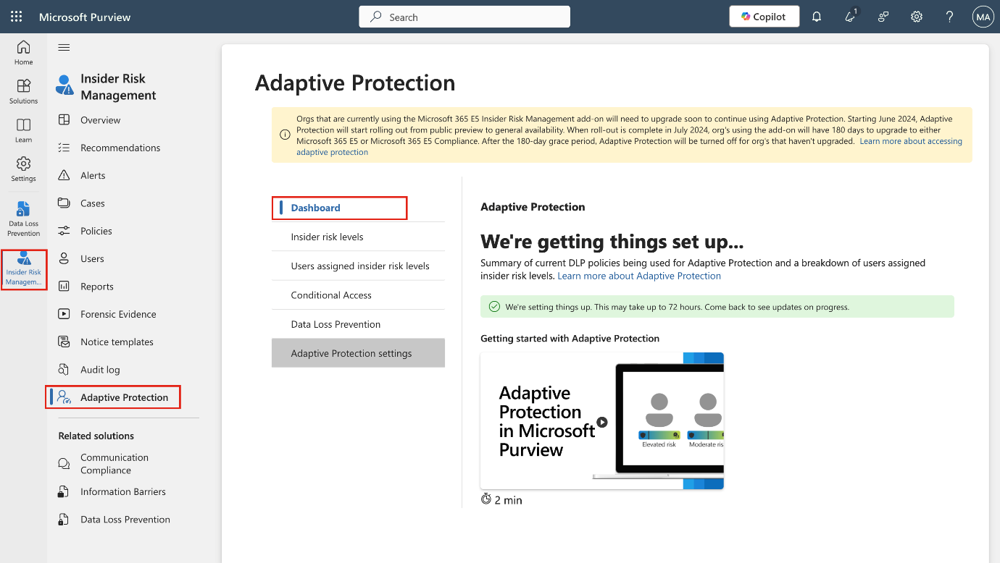 Microsoft Purview
Search
Copilot
1
MA
Home
Solutions
Learn
Settings
Data Loss
Prevention
Insider Risk
Managem...
Insider Risk
Management
Overview
Recommendations
Alerts
Cases
Policies
Users
Reports
Forensic Evidence
Notice templates
Audit log
Adaptive Protection
Related solutions
Communication
Compliance
Information Barriers
Data Loss Prevention
Adaptive Protection
Orgs that are currently using the Microsoft 365 E5 Insider Risk Management add-on will need to upgrade soon to continue using Adaptive Protection. Starting June 2024, Adaptive
Protection will start rolling out from public preview to general availability. When roll-out is complete in July 2024, org's using the add-on will have 180 days to upgrade to either
Microsoft 365 E5 or Microsoft 365 E5 Compliance. After the 180-day grace period, Adaptive Protection will be turned off for org's that haven't upgraded. Learn more about accessing
adaptive protection
Dashboard
Insider risk levels
Users assigned insider risk levels
Conditional Access
Data Loss Prevention
Adaptive Protection settings
Adaptive Protection
We're getting things set up...
Summary of current DLP policies being used for Adaptive Protection and a breakdown of users assigned
insider risk levels. Learn more about Adaptive Protection
We're setting things up. This may take up to 72 hours. Come back to see updates on progress.
Getting started with Adaptive Protection
Adaptive
Protection
in Microsoft
Purview
Elevated risk
Moderate ris
2 min